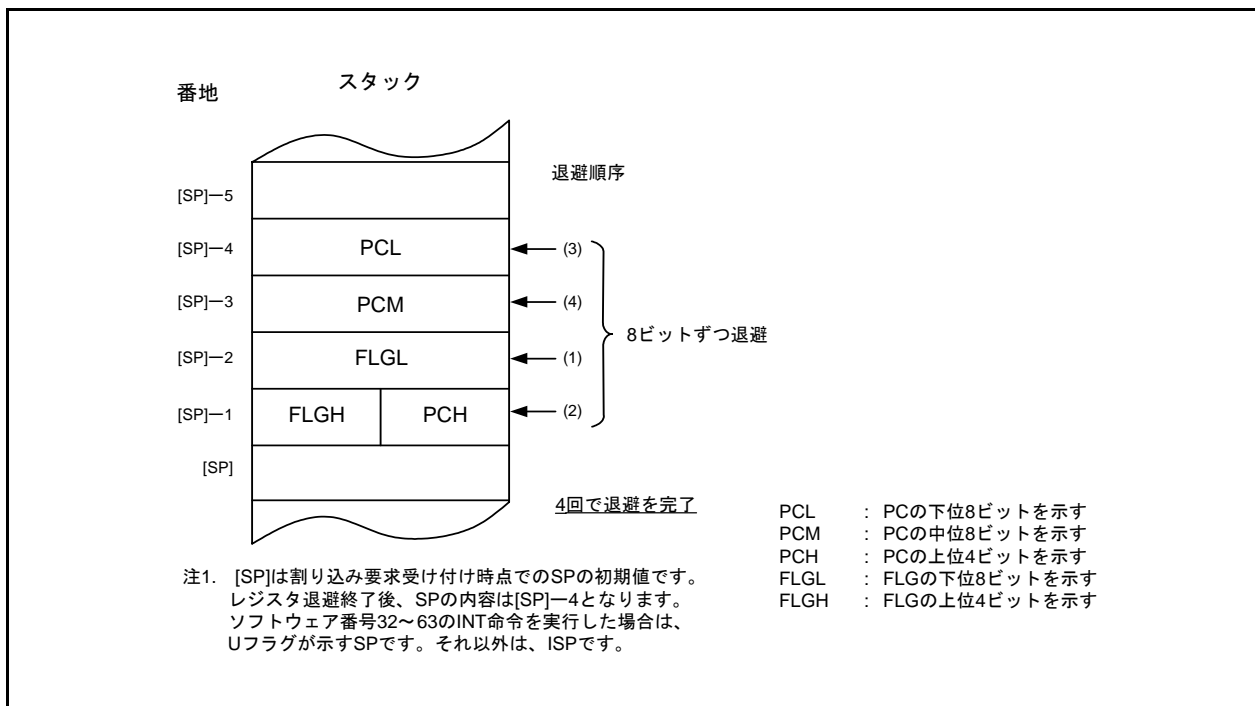 番地
スタック
退避順序
[SP]ー5
[SP]ー4
PCL
(3)
[SP]ー3
PCM
(4)
8ビットずつ退避
[SP]ー2
FLGL
(1)
[SP]ー1
FLGH
PCH
(2)
[SP]
4回で退避を完了
PCL : PCの下位8ビットを示す
PCM : PCの中位8ビットを示す
PCH : PCの上位4ビットを示す
FLGL : FLGの下位8ビットを示す
FLGH : FLGの上位4ビットを示す
注1. [SP]は割り込み要求受け付け時点でのSPの初期値です。
レジスタ退避終了後、SPの内容は[SP]ー4となります。
ソフトウェア番号32～63のINT命令を実行した場合は、
Uフラグが示すSPです。それ以外は、ISPです。